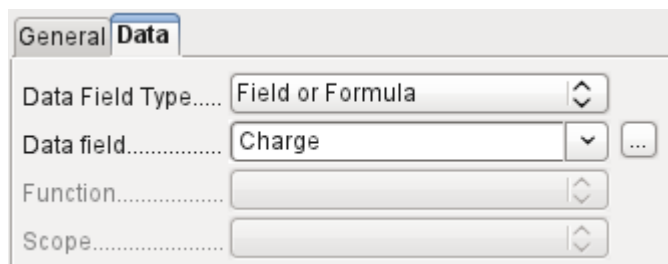 General Data
Data Field Type..... Field or Formula
Data field................ Charge ...
Function..................
Scope.....................